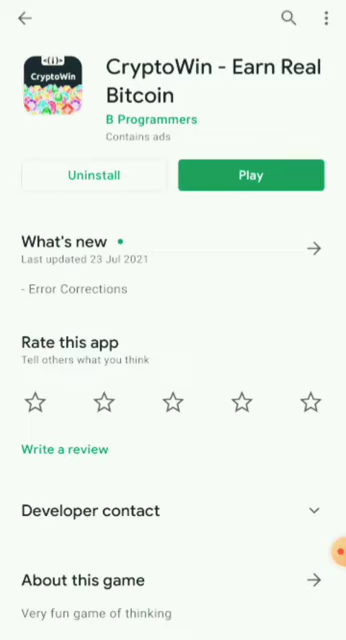 CryptoWin - Earn Real
Bitcoin
CryptoWin
B Programmers
Contains ads
Uninstall
Play
What's new
Last updated 23 Jul 2021
- Error Corrections
Rate this app
Tell others what you think
Write a review
Developer contact
About this game
Very fun game of thinking